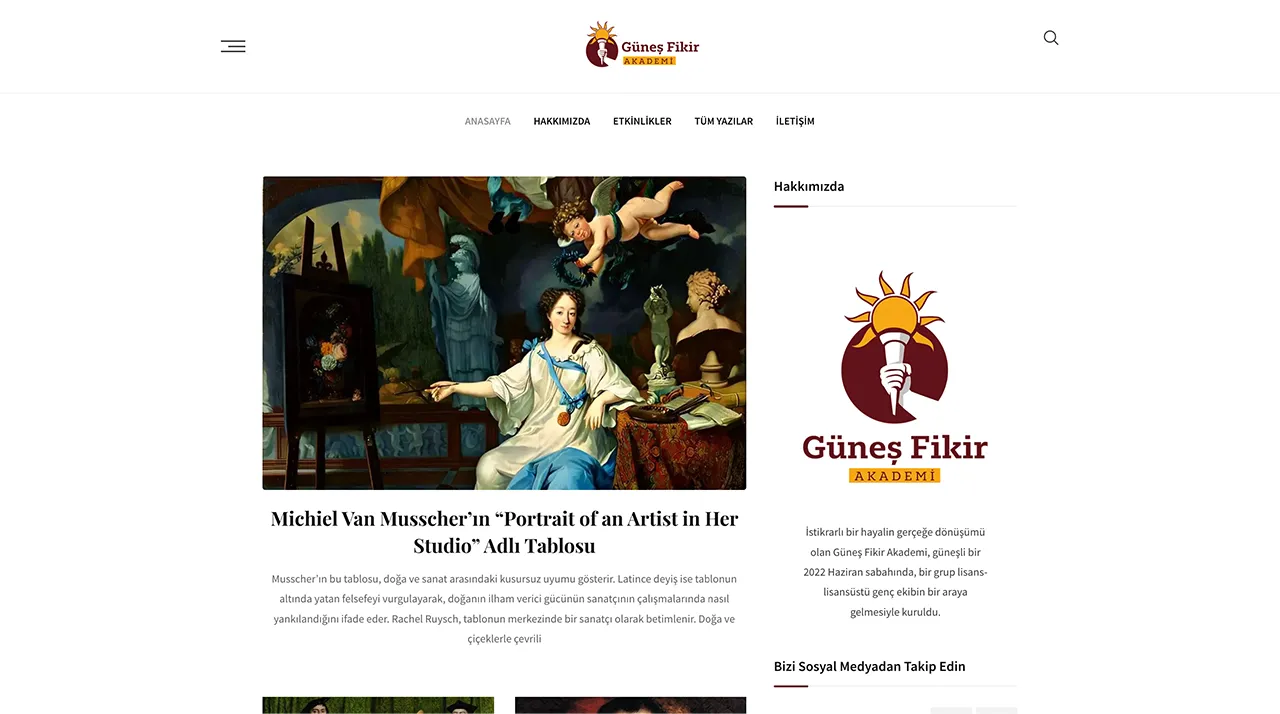 Güneş Fikir
AKADEMİ
ANASAYFA
HAKKIMIZDA
ETKİNLİKLER
TÜM YAZILAR
İLETİŞİM
Michiel Van Musscher’ın “Portrait of an Artist in Her
Studio” Adlı Tablosu
Musscher’ın bu tablosu, doğa ve sanat arasındaki kusursuz uyumu gösterir. Latince deyiş ise tablonun
altında yatan felsefeyi vurgulayarak, doğanın ilham verici gücünün sanatçının çalışmalarında nasıl
yankılandığını ifade eder. Rachel Ruysch, tablonun merkezinde bir sanatçı olarak betimlenir. Doğa ve
çiçeklerle çevrili
Hakkımızda
Güneş Fikir
AKADEMİ
İstikrarlı bir hayalin gerçeğe dönüşümü
olan Güneş Fikir Akademi, güneşli bir
2022 Haziran sabahında, bir grup lisans-
lisansüstü genç ekibin bir araya
gelmesiyle kuruldu.
Bizi Sosyal Medyadan Takip Edin